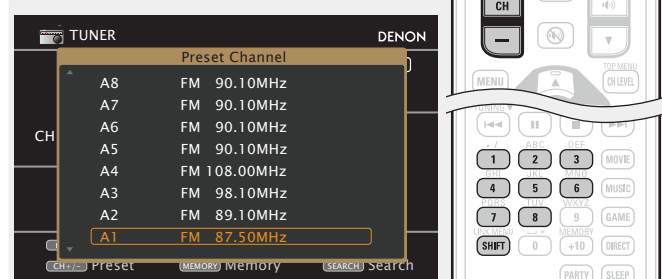 TUNER
DENON
Preset Channel
A8 FM 90.10MHz
A7 FM 90.10MHz
A6 FM 90.10MHz
A5 FM 90.10MHz
CH
A4 FM 108.00MHz
A3 FM 98.10MHz
A2 FM 89.10MHz
A1 FM 87.50MHz
CH+/- Preset MEMORY Memory SEARCH Search
CH
TOP MENU
MENU CH LEVEL
TUNING
. / ABC DEF
1 2 3 MOVIE
GHI JKL MNO
4 5 6 MUSIC
PQRS TUV WXYZ
7 8 9 GAME
LINK MENU MEMORY
SHIFT 0 +10 DIRECT
PARTY SLEEP